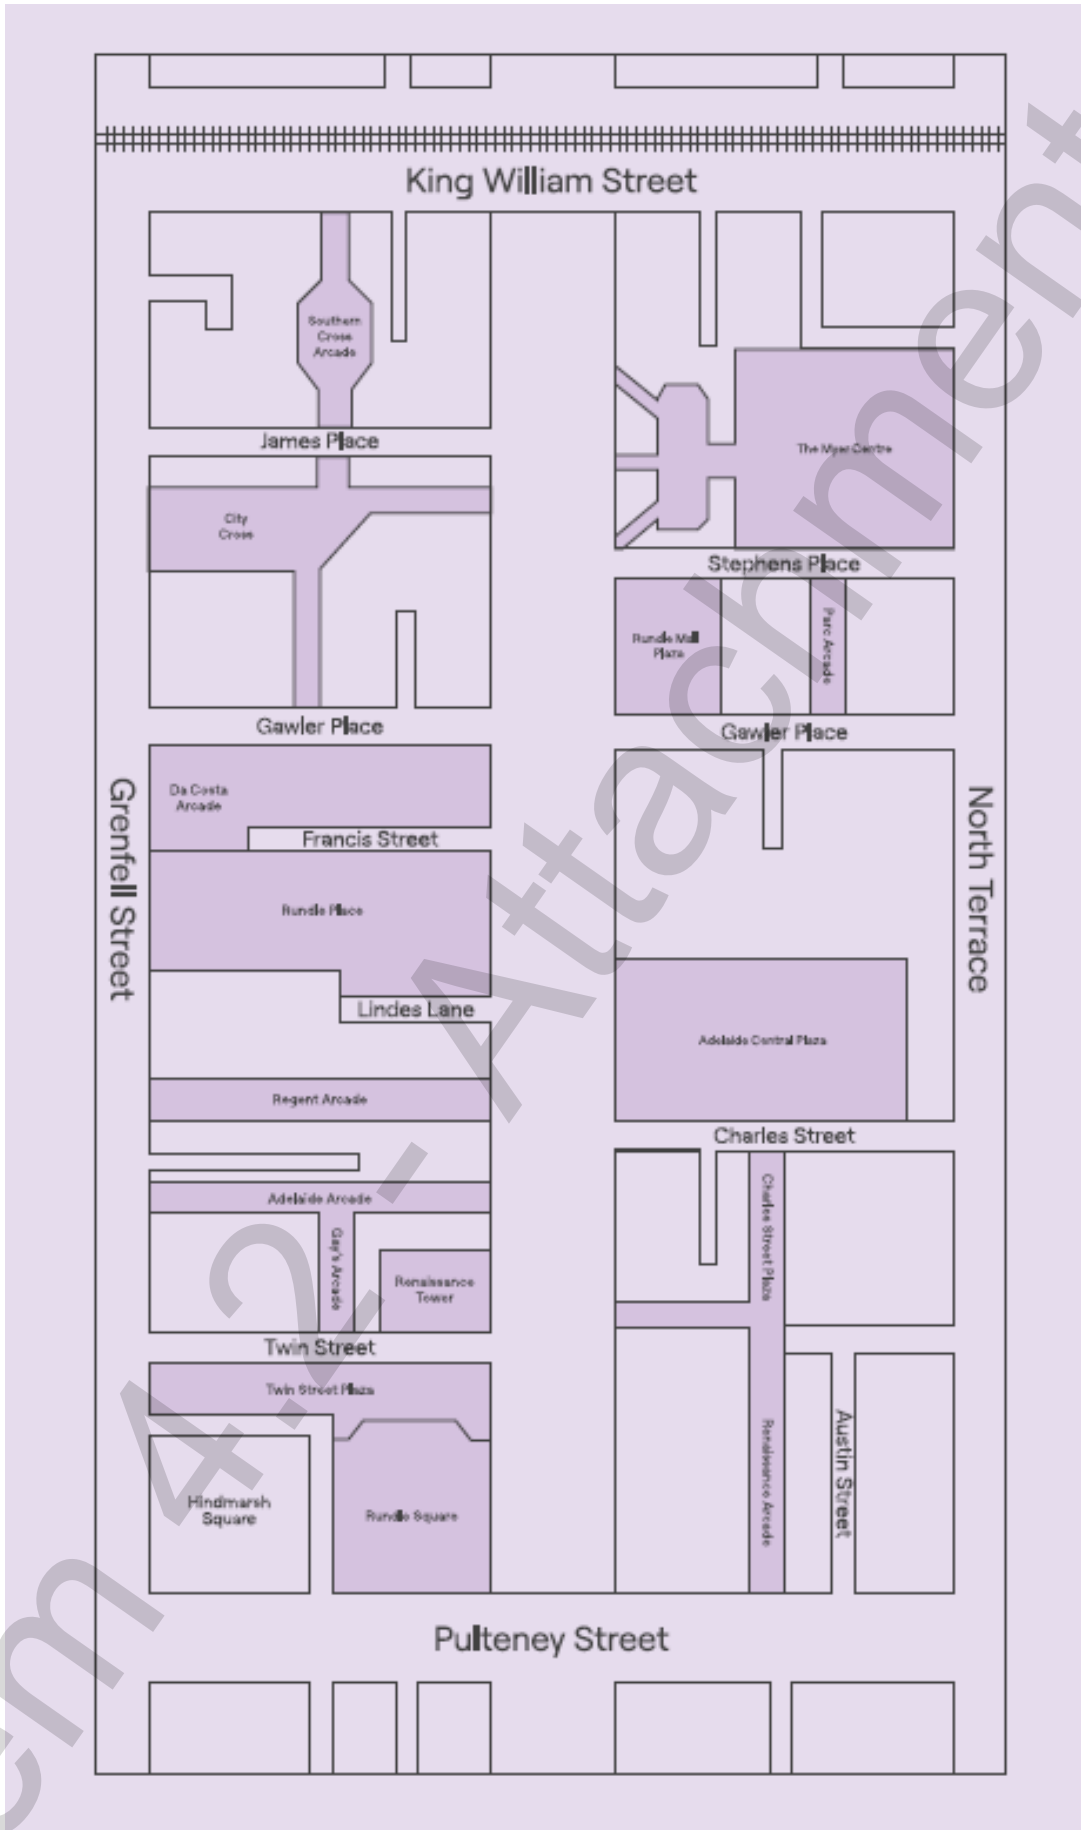 King William Street
Southern
Cross
Arcade
James Place
The Myer Centre
City
Cross
Stephens Place
Rundle Mall
Plaza
Parc Arcade
Gawler Place
Gawler Place
Da Costa
Arcade
Francis Street
Grenfell Street
North Terrace
Rundle Place
Lindes Lane
Adelaide Central Plaza
Regent Arcade
Charles Street
Adelaide Arcade
Gay's Arcade
Charles Street Plaza
Renaissance
Tower
Twin Street
Twin Street Plaza
Renaissance Arcade
Austin Street
Hindmarsh
Square
Rundle Square
Pulteney Street
em 4.2 - Attachment